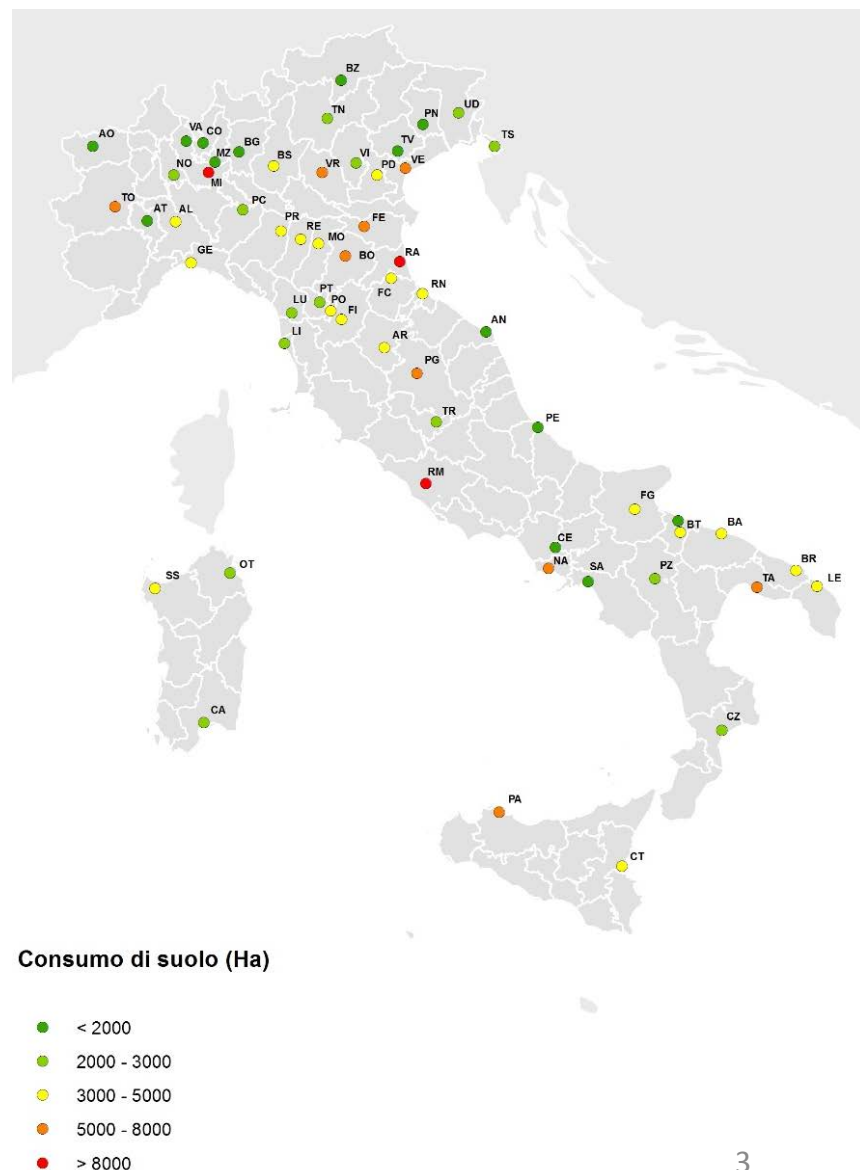 BZ
TN
UD
PN
TS
AO
VA
CO
BG
MZ
NO
MI
BS
VR
VI
TV
PD
VE
TO
AT
AL
PC
PR
RE
MO
FE
BO
RA
GE
FC
RN
LU
PT
PO
FI
LI
AR
AN
PG
TR
PE
RM
FG
BT
BA
CE
NA
SA
PZ
TA
BR
LE
SS
OT
CA
CZ
PA
CT
Consumo di suolo (Ha)
< 2000
2000 - 3000
3000 - 5000
5000 - 8000
> 8000
3